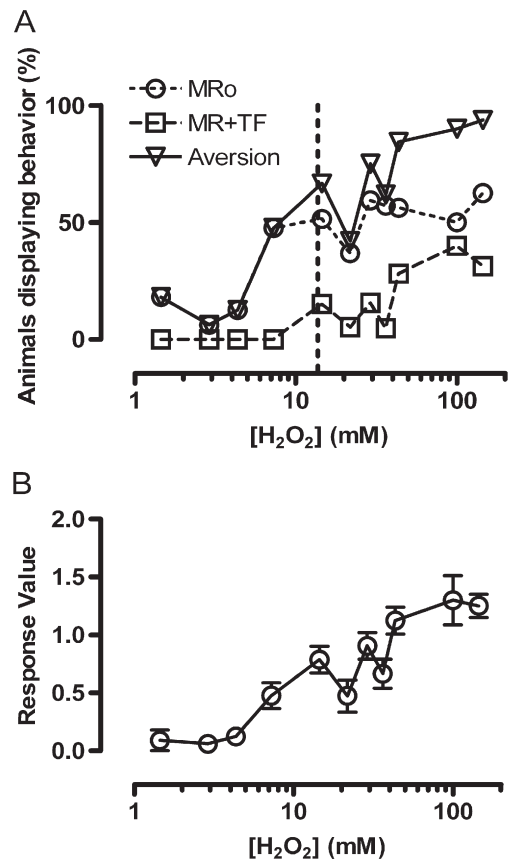 A
Animals displaying behavior (%)
MRo
MR+TF
Aversion
100
50
0
1
10
100
[H₂O₂] (mM)
B
Response Value
2.0
1.5
1.0
0.5
0.0
1
10
100
[H₂O₂] (mM)